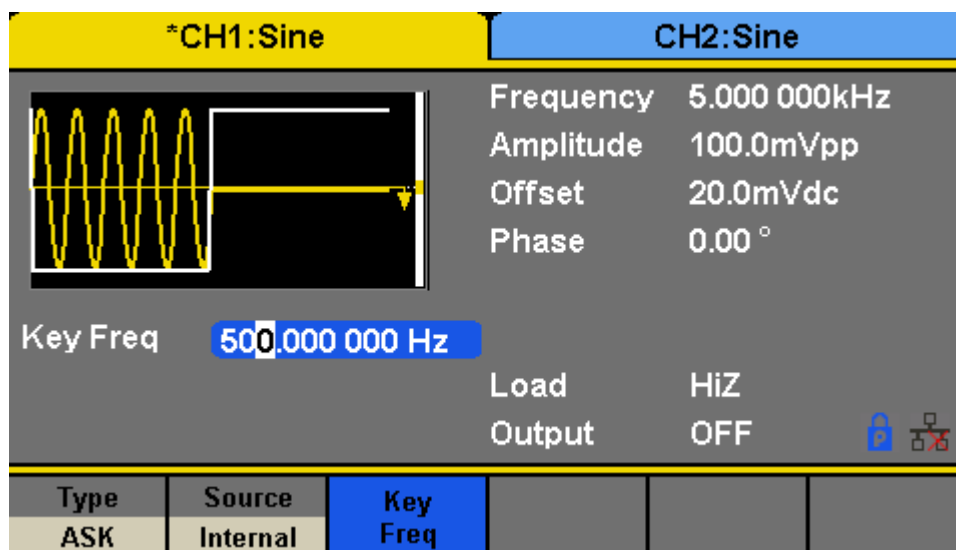 *CH1:Sine CH2:Sine
Frequency 5.000 000kHz
Amplitude 100.0mVpp
Offset 20.0mVdc
Phase 0.00 °
Key Freq 500.000 000 Hz
Load HiZ
Output OFF
P
Type Source Key
ASK Internal Freq